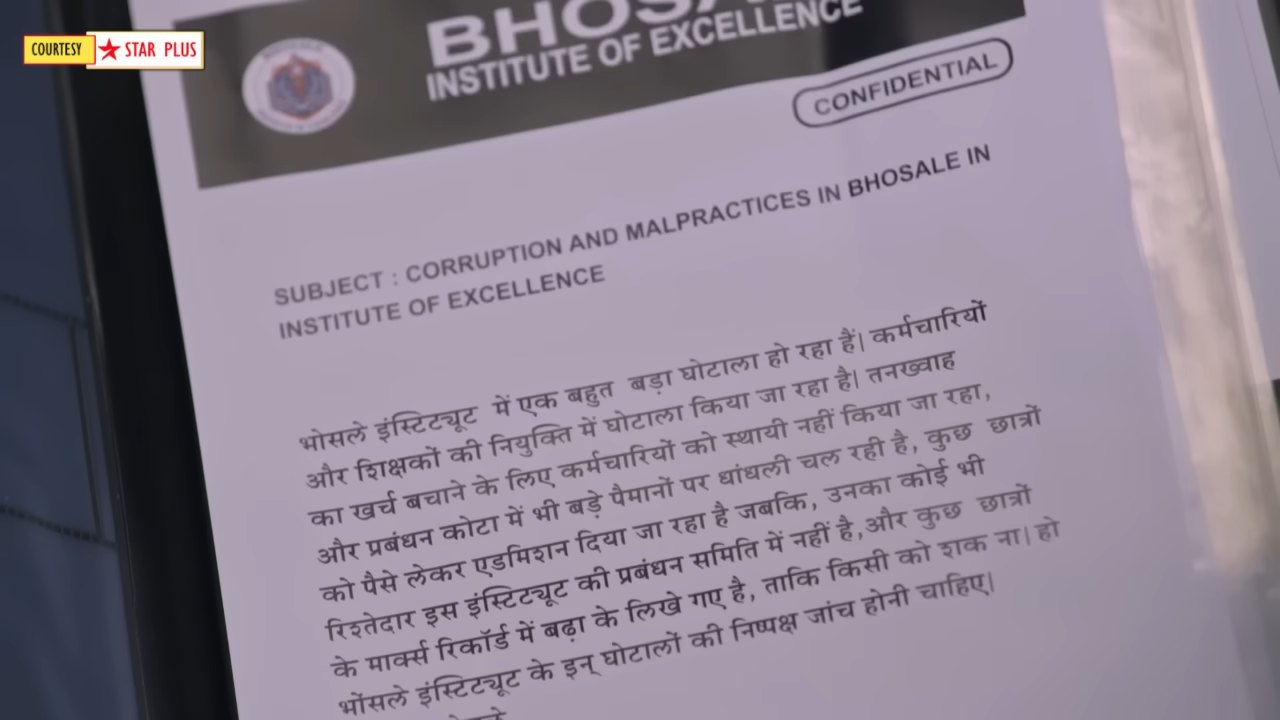 COURTESY STAR PLUS
INSTITUTE OF EXCELLENCE
CONFIDENTIAL
SUBJECT : CORRUPTION AND MALPRACTICES IN BHOSALE IN
INSTITUTE OF EXCELLENCE
भोसले इंस्टिट्यूट में एक बहुत बड़ा घोटाला हो रहा हैं| कर्मचारियों
और शिक्षकों की नियुक्ति में घोटाला किया जा रहा है| तनख्वाह
का खर्च बचाने के लिए कर्मचारियों को स्थायी नहीं किया जा रहा,
और प्रबंधन कोटा में भी बड़े पैमानों पर धांधली चल रही है, कुछ छात्रों
को पैसे लेकर एडमिशन दिया जा रहा है जबकि, उनका कोई भी
रिश्तेदार इस इंस्टिट्यूट की प्रबंधन समिति में नहीं है,और कुछ छात्रों
के मार्क्स रिकॉर्ड में बढ़ा के लिखे गए है, ताकि किसी को शक ना| हो
भोंसले इंस्टिट्यूट के इन् घोटालों की निष्पक्ष जांच होनी चाहिए|